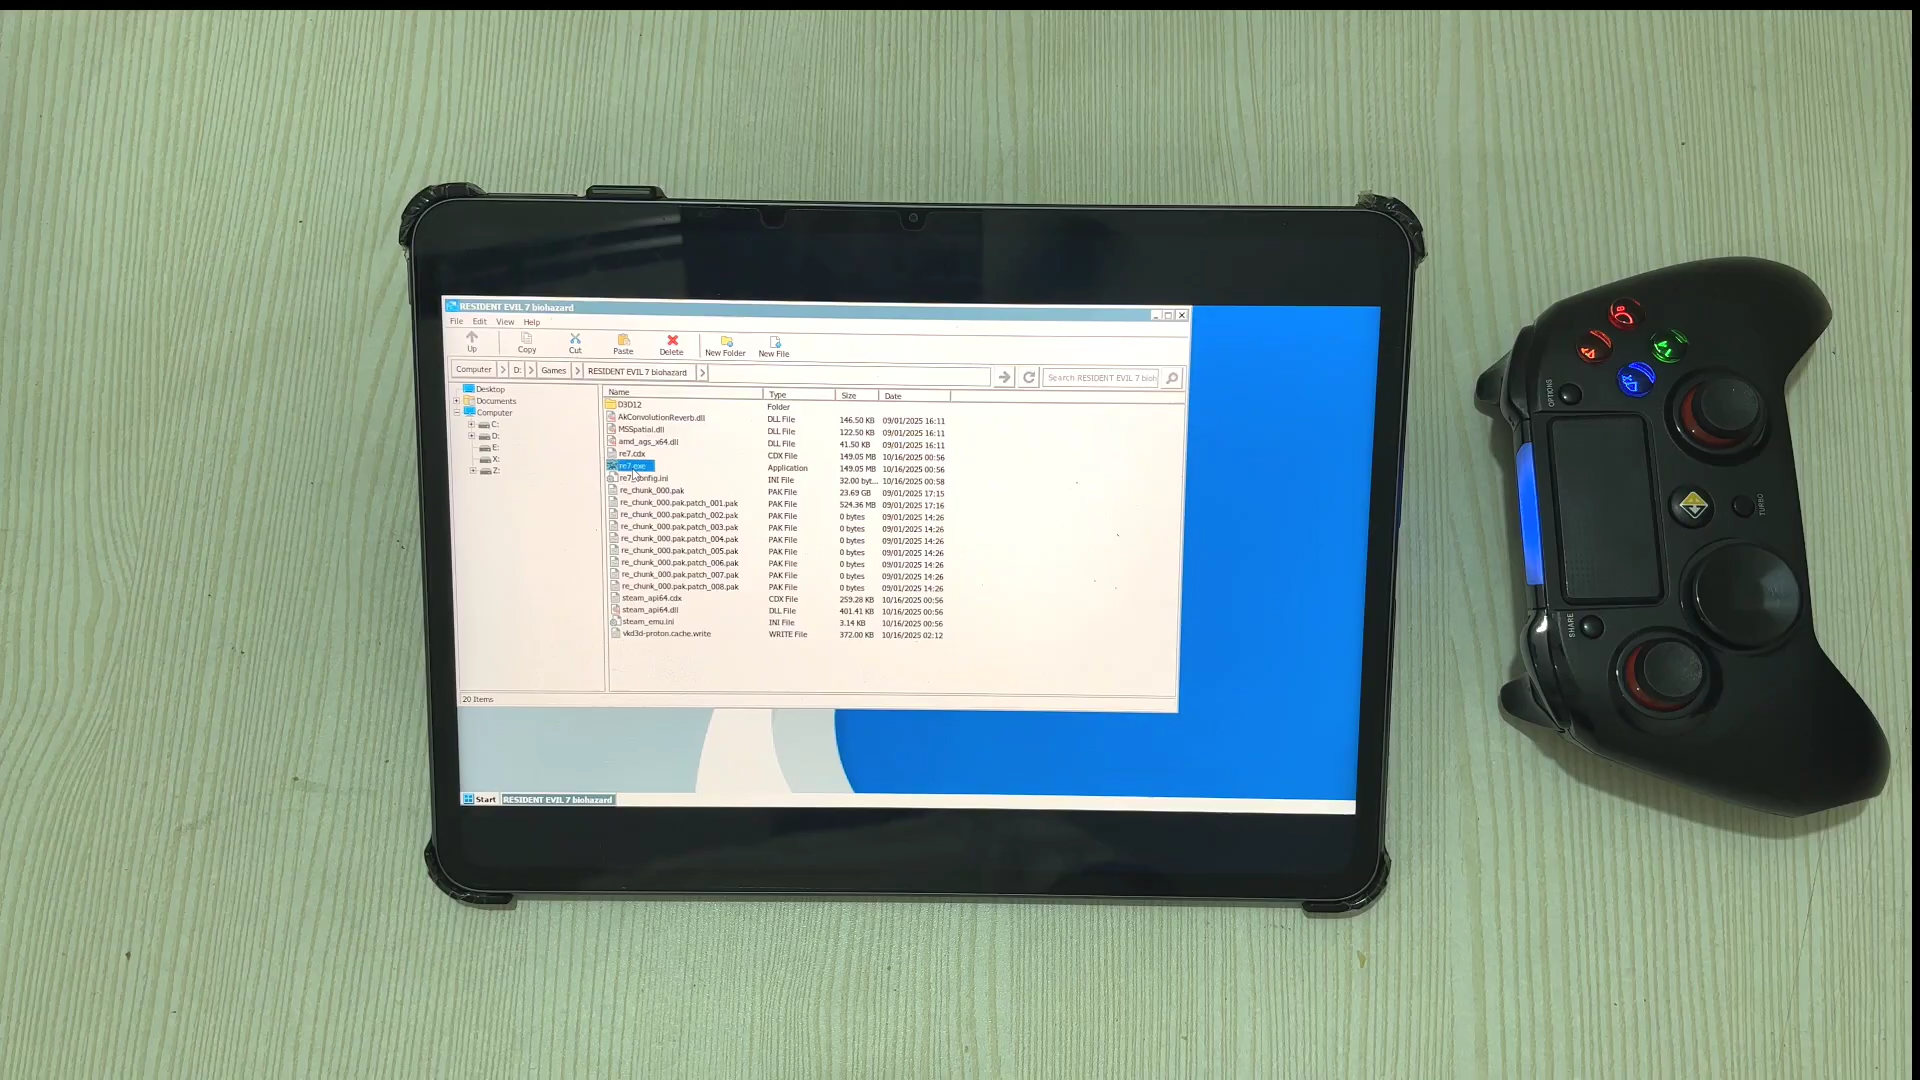 RESIDENT EVIL 7 biohazard
File Edit View Help
Up Copy Cut Paste Delete New Folder New File
Computer D: Games RESIDENT EVIL 7 biohazard Search RESIDENT EVIL 7 bioh
Desktop
Documents
Computer
C:
D:
E:
X:
Z:
Name Type Size Date
D3D12 Folder
AkConvolutionReverb.dll DLL File 146.50 KB 09/01/2025 16:11
MSSpatial.dll DLL File 122.50 KB 09/01/2025 16:11
amd_ags_x64.dll DLL File 41.50 KB 09/01/2025 16:11
re7.cdx CDX File 149.05 MB 10/16/2025 00:56
re7.exe Application 149.05 MB 10/16/2025 00:56
INI File 32.00 byt... 10/16/2025 00:58
re_chunk_000.pak PAK File 23.69 GB 09/01/2025 17:15
re_chunk_000.pak.patch_001.pak PAK File 524.36 MB 09/01/2025 17:16
re_chunk_000.pak.patch_002.pak PAK File 0 bytes 09/01/2025 14:26
re_chunk_000.pak.patch_003.pak PAK File 0 bytes 09/01/2025 14:26
re_chunk_000.pak.patch_004.pak PAK File 0 bytes 09/01/2025 14:26
re_chunk_000.pak.patch_005.pak PAK File 0 bytes 09/01/2025 14:26
re_chunk_000.pak.patch_006.pak PAK File 0 bytes 09/01/2025 14:26
re_chunk_000.pak.patch_007.pak PAK File 0 bytes 09/01/2025 14:26
re_chunk_000.pak.patch_008.pak PAK File 0 bytes 09/01/2025 14:26
steam_api64.cdx CDX File 259.28 KB 10/16/2025 00:56
steam_api64.dll DLL File 401.41 KB 10/16/2025 00:56
steam_emu.ini INI File 3.14 KB 10/16/2025 00:56
vkd3d-proton.cache.write WRITE File 372.00 KB 10/16/2025 02:12
20 Items
Start RESIDENT EVIL 7 biohazard
OPTIONS
TURBO
SHARE